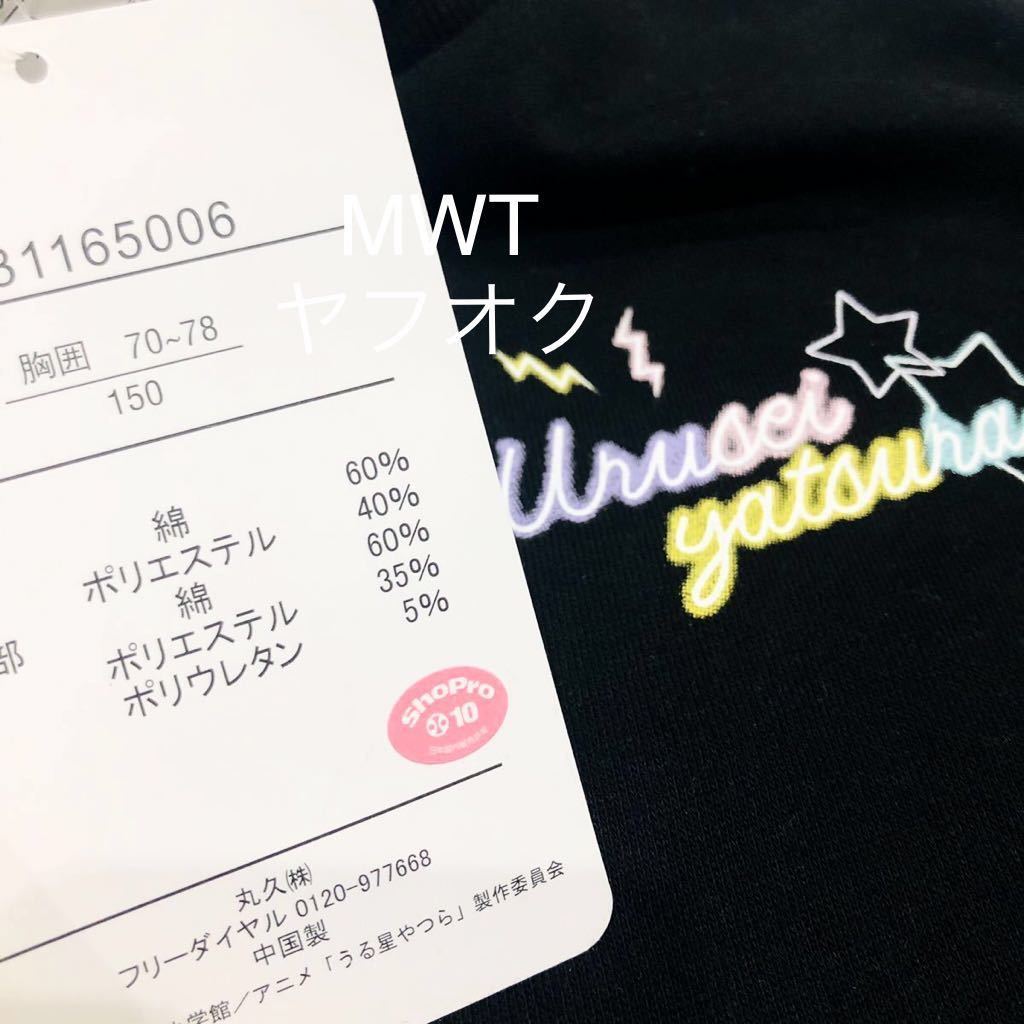 31165006
胸囲 70~78
150
綿 60%
ポリエステル 40%
綿 60%
ポリエステル 35%
ポリウレタン 5%
部
shopro
10
丸久㈱
フリーダイヤル 0120-977668
中国製
小学館/アニメ「うる星やつら」製作委員会
MWT
ヤフオク
Urusei
yatsura